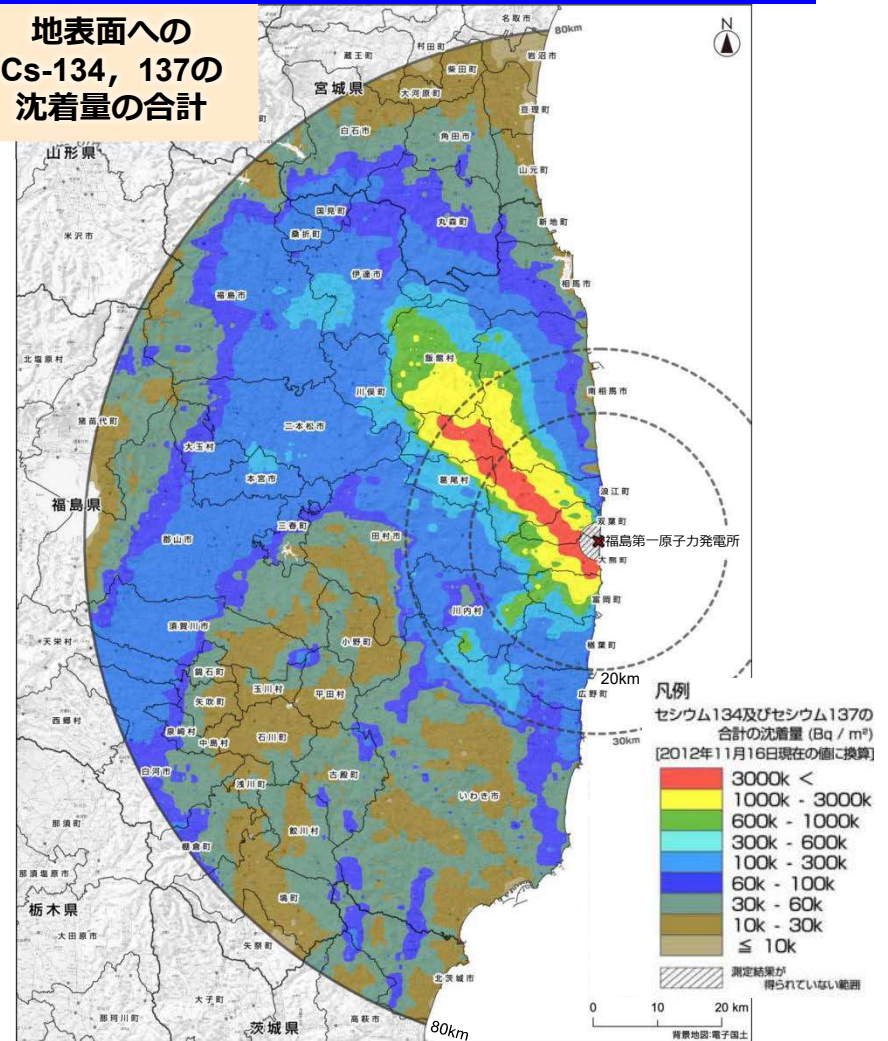 地表面への
Cs-134，137の
沈着量の合計
名取市
80km
N
村田町
岩沼市
蔵王町
柴田町
宮城県
大河原町
亘理町
町
白石市
角田市
山形県
山元町
国見町
丸森町
新地町
桑折町
米沢市
伊達市
相馬市
福島市
北塩原村
飯舘村
川俣町
南相馬市
猪苗代町
二本松市
大玉村
本宮市
葛尾村
浪江町
福島県
三春町
双葉町
郡山市
田村市
福島第一原子力発電所
大熊町
富岡町
川内村
須賀川市
天栄村
小野町
楢葉町
鏡石町
20km
玉川村
平田村
広野町
矢吹町
西郷村
泉崎村
石川町
中島村
30km
白河市
古殿町
浅川町
いわき市
那須町
鮫川村
棚倉町
那須塩原市
塙町
栃木県
大田原市
矢祭町
北茨城市
大子町
那珂川町
茨城県
高萩市
80km
凡例
セシウム134及びセシウム137の
合計の沈着量 (Bq / m²)
[2012年11月16日現在の値に換算]
3000k <
1000k - 3000k
600k - 1000k
300k - 600k
100k - 300k
60k - 100k
30k - 60k
10k - 30k
≦ 10k
測定結果が
得られていない範囲
0 10 20 km
背景地図:電子国土